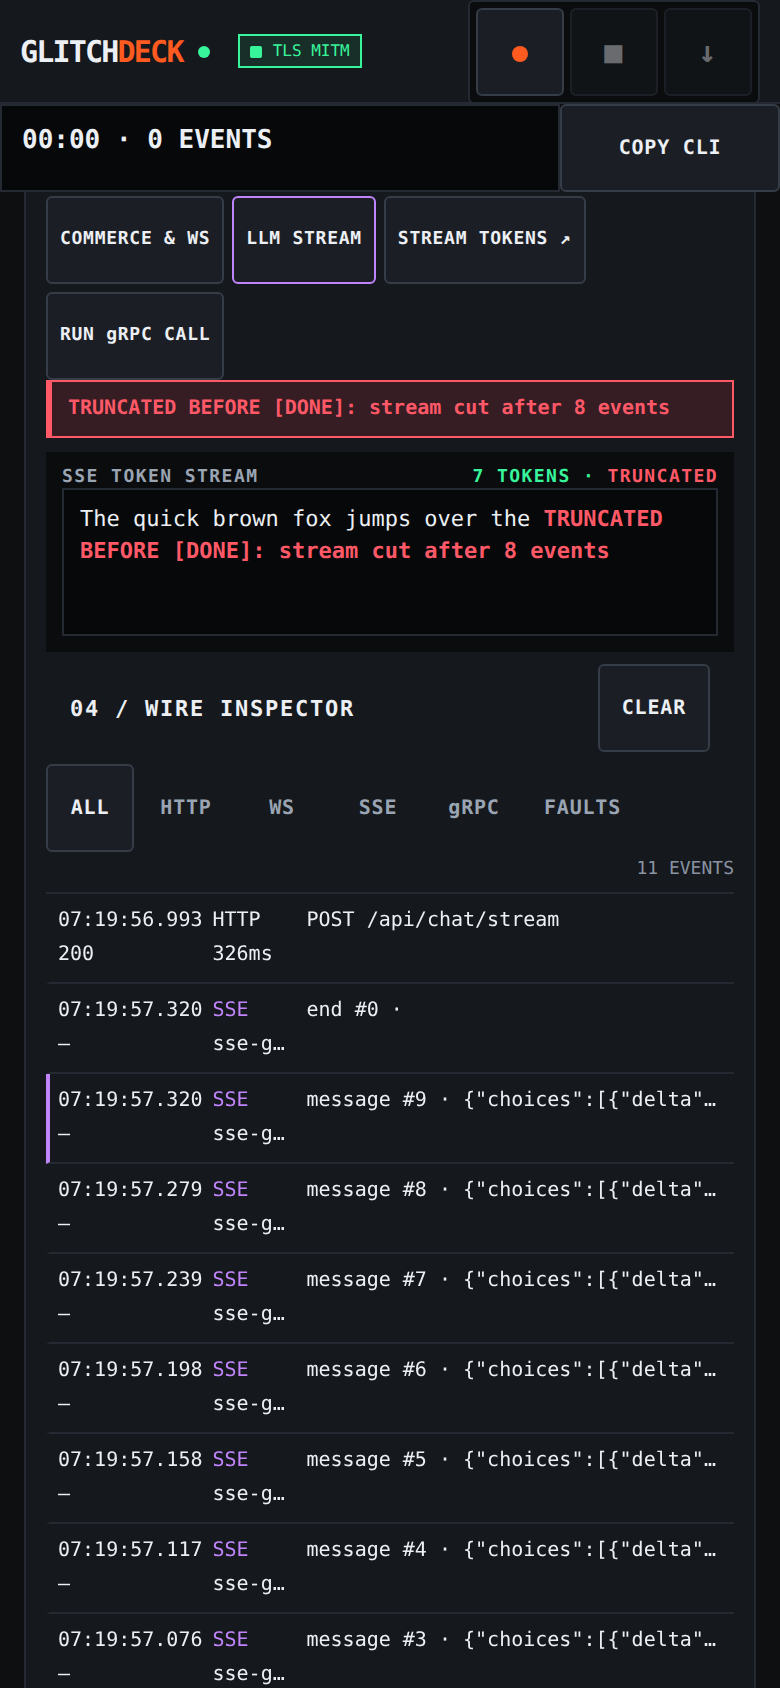 GLITCHDECK
TLS MITM
00:00 · 0 EVENTS
COPY CLI
COMMERCE & WS
LLM STREAM
STREAM TOKENS ↗
RUN gRPC CALL
TRUNCATED BEFORE [DONE]: stream cut after 8 events
SSE TOKEN STREAM
7 TOKENS · TRUNCATED
The quick brown fox jumps over the TRUNCATED
BEFORE [DONE]: stream cut after 8 events
04 / WIRE INSPECTOR
CLEAR
ALL HTTP WS SSE gRPC FAULTS
11 EVENTS
07:19:56.993 HTTP POST /api/chat/stream
200 326ms
07:19:57.320 SSE end #0 ·
— sse-g…
07:19:57.320 SSE message #9 · {"choices":[{"delta"…
— sse-g…
07:19:57.279 SSE message #8 · {"choices":[{"delta"…
— sse-g…
07:19:57.239 SSE message #7 · {"choices":[{"delta"…
— sse-g…
07:19:57.198 SSE message #6 · {"choices":[{"delta"…
— sse-g…
07:19:57.158 SSE message #5 · {"choices":[{"delta"…
— sse-g…
07:19:57.117 SSE message #4 · {"choices":[{"delta"…
— sse-g…
07:19:57.076 SSE message #3 · {"choices":[{"delta"…
— sse-g…